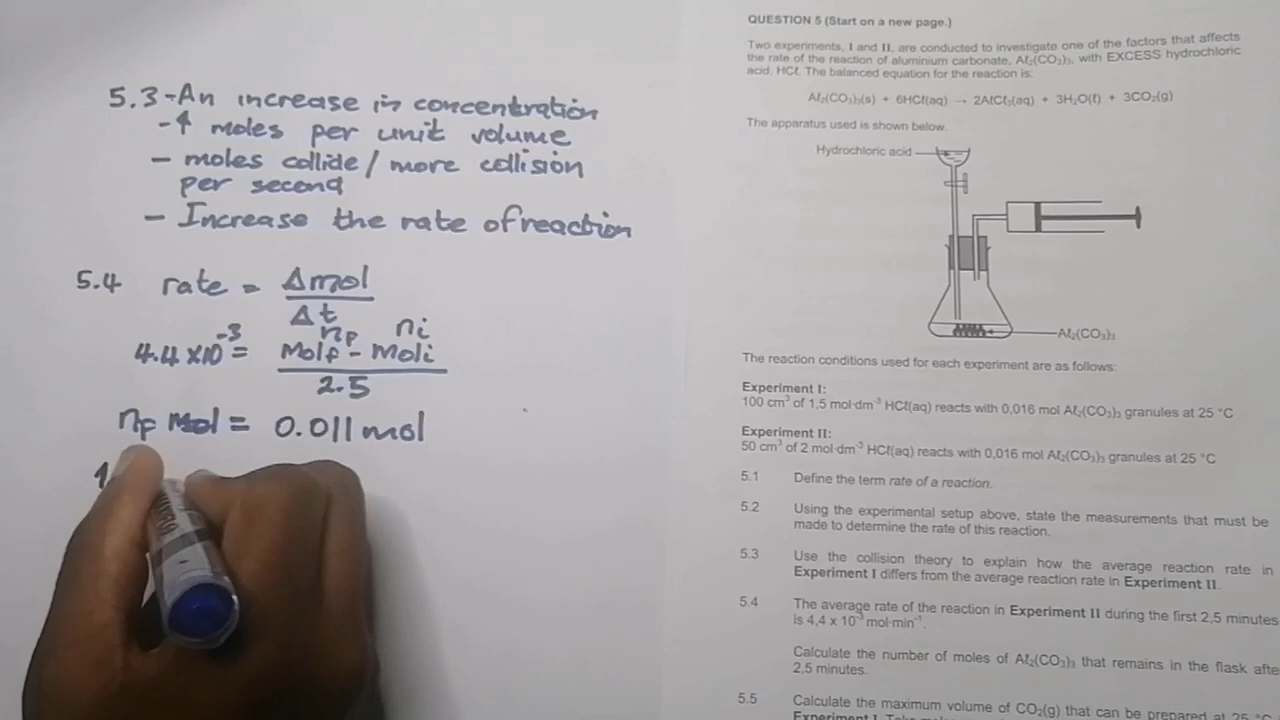 5.3 - An increase in concentration
- ↑ moles per unit volume
- moles collide / more collision
per second
- Increase the rate of reaction
5.4 rate = Δmol
Δt
np ni
4.4 ×10⁻³ = Molf - Moli
2.5
np mol = 0.011 mol
QUESTION 5 (Start on a new page.)
Two experiments, I and II, are conducted to investigate one of the factors that affects
the rate of the reaction of aluminium carbonate, Aℓ₂(CO₃)₃, with EXCESS hydrochloric
acid, HCℓ. The balanced equation for the reaction is:
Aℓ₂(CO₃)₃(s) + 6HCℓ(aq) → 2AℓCℓ₃(aq) + 3H₂O(ℓ) + 3CO₂(g)
The apparatus used is shown below.
Hydrochloric acid
Aℓ₂(CO₃)₃
The reaction conditions used for each experiment are as follows:
Experiment I:
100 cm³ of 1,5 mol·dm⁻³ HCℓ(aq) reacts with 0,016 mol Aℓ₂(CO₃)₃ granules at 25 °C
Experiment II:
50 cm³ of 2 mol·dm⁻³ HCℓ(aq) reacts with 0,016 mol Aℓ₂(CO₃)₃ granules at 25 °C
5.1 Define the term rate of a reaction.
5.2 Using the experimental setup above, state the measurements that must be
made to determine the rate of this reaction.
5.3 Use the collision theory to explain how the average reaction rate in
Experiment I differs from the average reaction rate in Experiment II.
5.4 The average rate of the reaction in Experiment II during the first 2,5 minutes
is 4,4 x 10⁻³ mol·min⁻¹.
Calculate the number of moles of Aℓ₂(CO₃)₃ that remains in the flask afte
2,5 minutes.
5.5 Calculate the maximum volume of CO₂(g) that can be prepared at 25 °C
Experiment I. Take